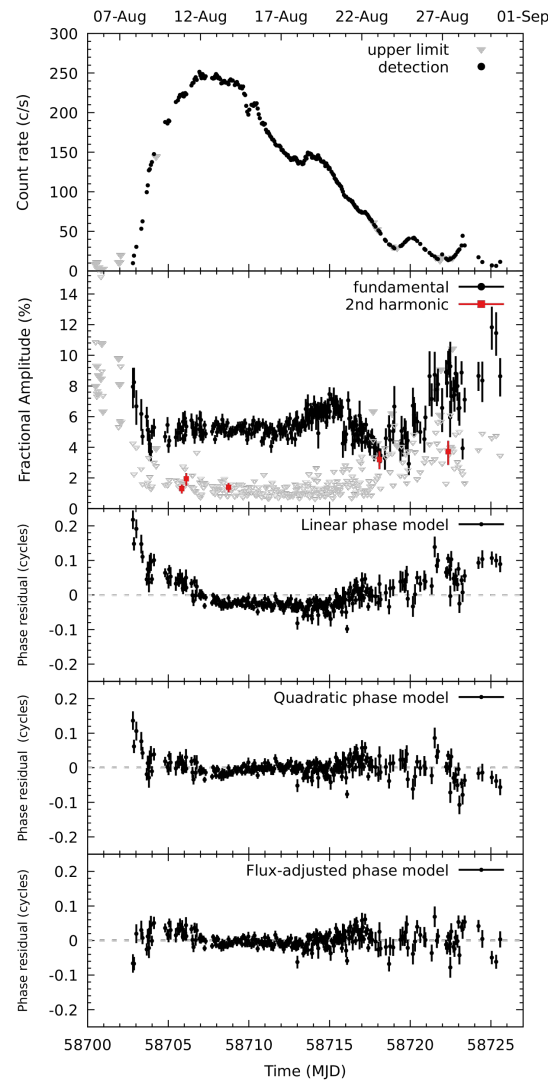 07-Aug 12-Aug 17-Aug 22-Aug 27-Aug 01-Sep
300
250
200
150
100
50
0
Count rate (c/s)
upper limit
detection
14
12
10
8
6
4
2
0
Fractional Amplitude (%)
fundamental
2nd harmonic
0.2
0.1
0
-0.1
-0.2
Phase residual (cycles)
Linear phase model
0.2
0.1
0
-0.1
-0.2
Phase residual (cycles)
Quadratic phase model
0.2
0.1
0
-0.1
-0.2
Phase residual (cycles)
Flux-adjusted phase model
58700 58705 58710 58715 58720 58725
Time (MJD)